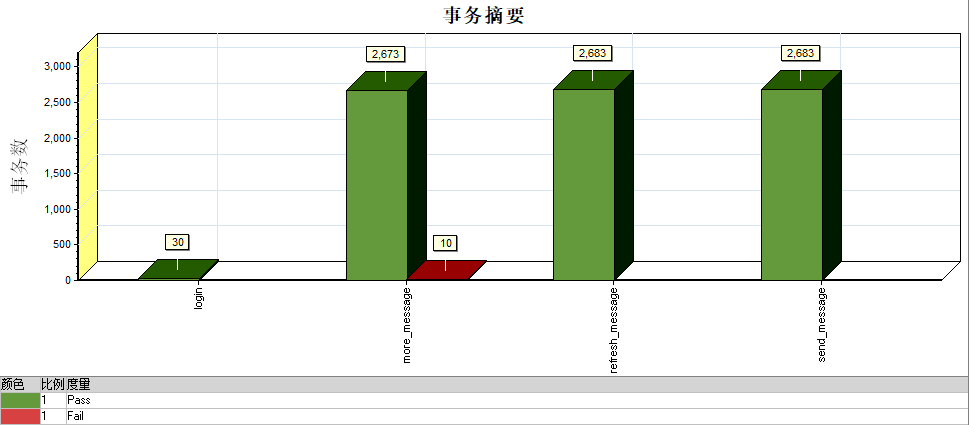 事务摘要
事务数
3,000
2,500
2,000
1,500
1,000
500
0
30
2,673
10
2,683
2,683
login
more_message
refresh_message
send_message
颜色 比例 度量
1 Pass
1 Fail